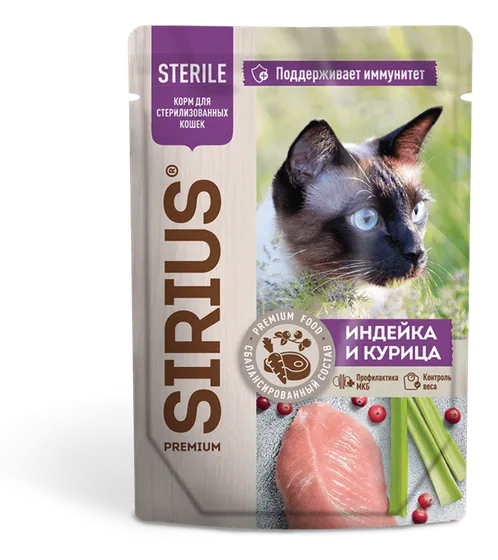 STERILE
КОРМ ДЛЯ
СТЕРИЛИЗОВАННЫХ
КОШЕК
Поддерживает иммунитет
SIRIUS®
PREMIUM
PREMIUM FOOD
СБАЛАНСИРОВАННЫЙ СОСТАВ
ИНДЕЙКА
И КУРИЦА
Профилактика
МКБ
Контроль
веса